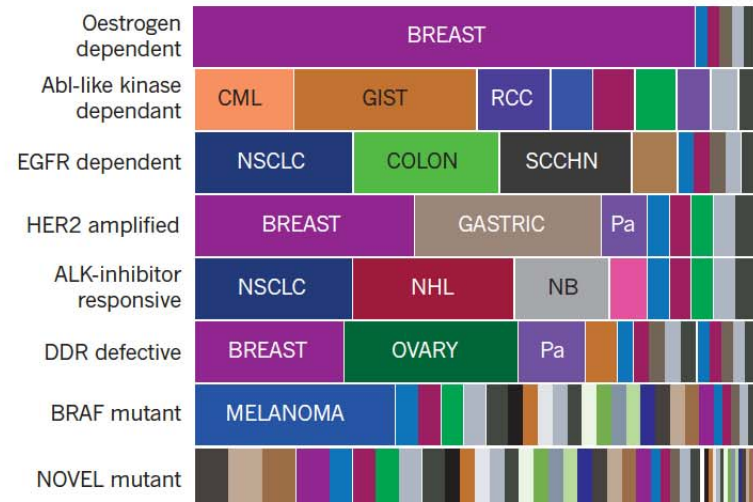 Oestrogen
dependent
BREAST
Abl-like kinase
dependant
CML GIST RCC
EGFR dependent
NSCLC COLON SCCHN
HER2 amplified
BREAST GASTRIC Pa
ALK-inhibitor
responsive
NSCLC NHL NB
DDR defective
BREAST OVARY Pa
BRAF mutant
MELANOMA
NOVEL mutant